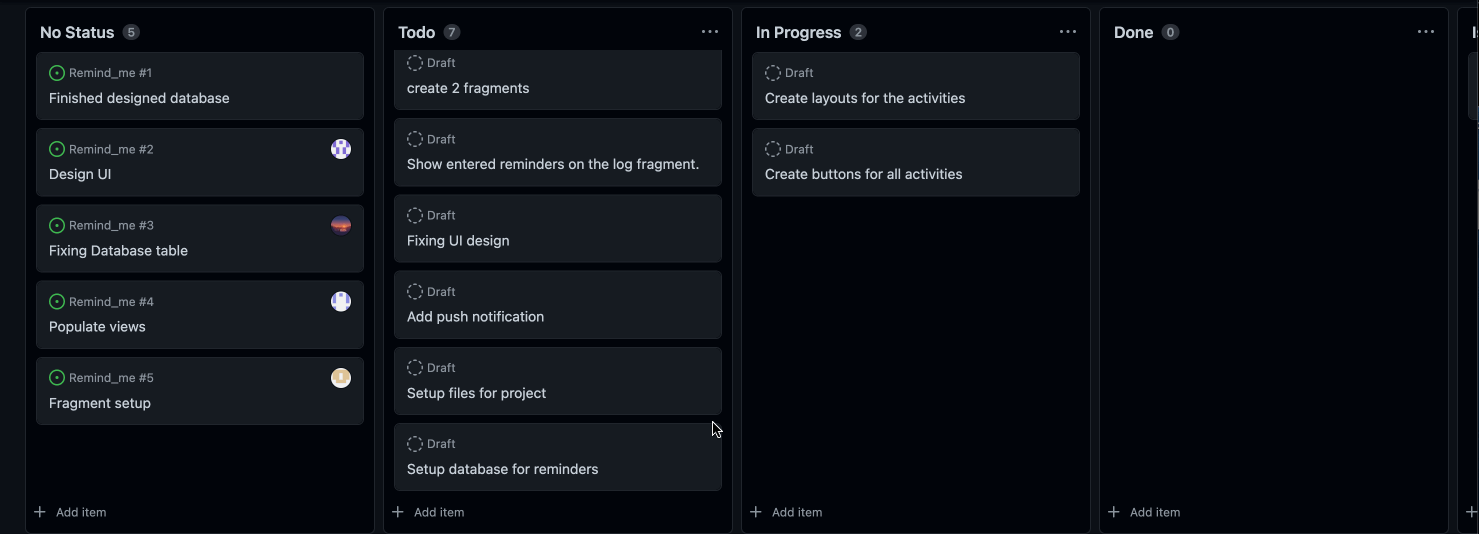 No Status 5
Remind_me #1
Finished designed database
Remind_me #2
Design UI
Remind_me #3
Fixing Database table
Remind_me #4
Populate views
Remind_me #5
Fragment setup
Add item
Todo 7
Draft
create 2 fragments
Draft
Show entered reminders on the log fragment.
Draft
Fixing UI design
Draft
Add push notification
Draft
Setup files for project
Draft
Setup database for reminders
Add item
In Progress 2
Draft
Create layouts for the activities
Draft
Create buttons for all activities
Add item
Done 0
Add item